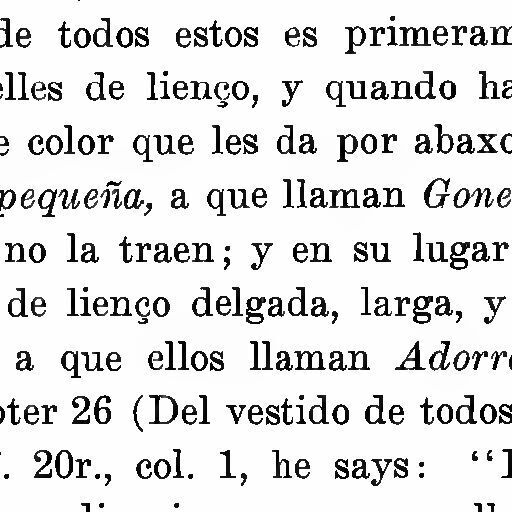 de todos estos es primeram
elles de lienço, y quando ha
e color que les da por abaxo
pequeña, a que llaman Gone
no la traen; y en su lugar
de lienço delgada, larga, y
a que ellos llaman Adorr
pter 26 (Del vestido de todos
f. 20r., col. 1, he says: “I